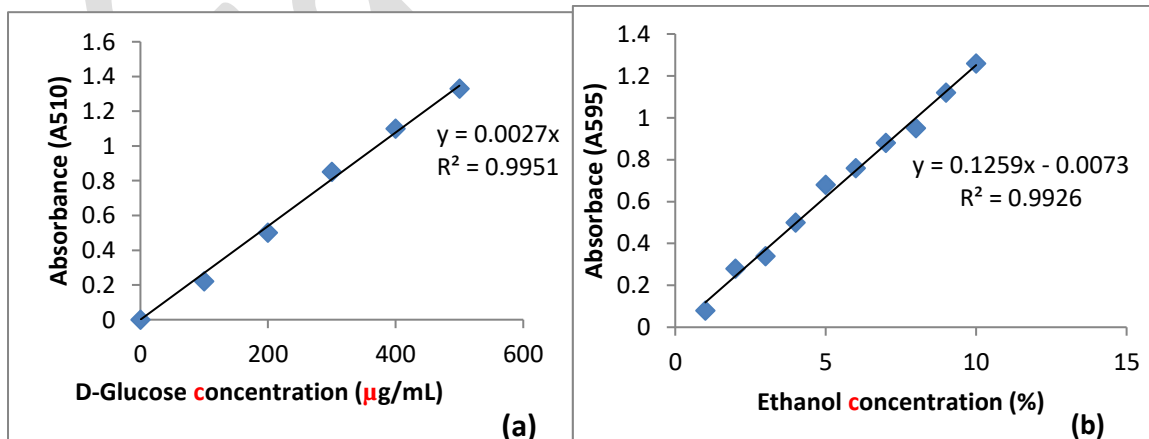 1.6
1.4
1.2
1
0.8
0.6
0.4
0.2
0
Absorbance (A510)
y = 0.0027x
R² = 0.9951
0 200 400 600
D-Glucose concentration (µg/mL)
(a)
1.4
1.2
1
0.8
0.6
0.4
0.2
0
Absorbace (A595)
y = 0.1259x - 0.0073
R² = 0.9926
0 5 10 15
Ethanol concentration (%)
(b)